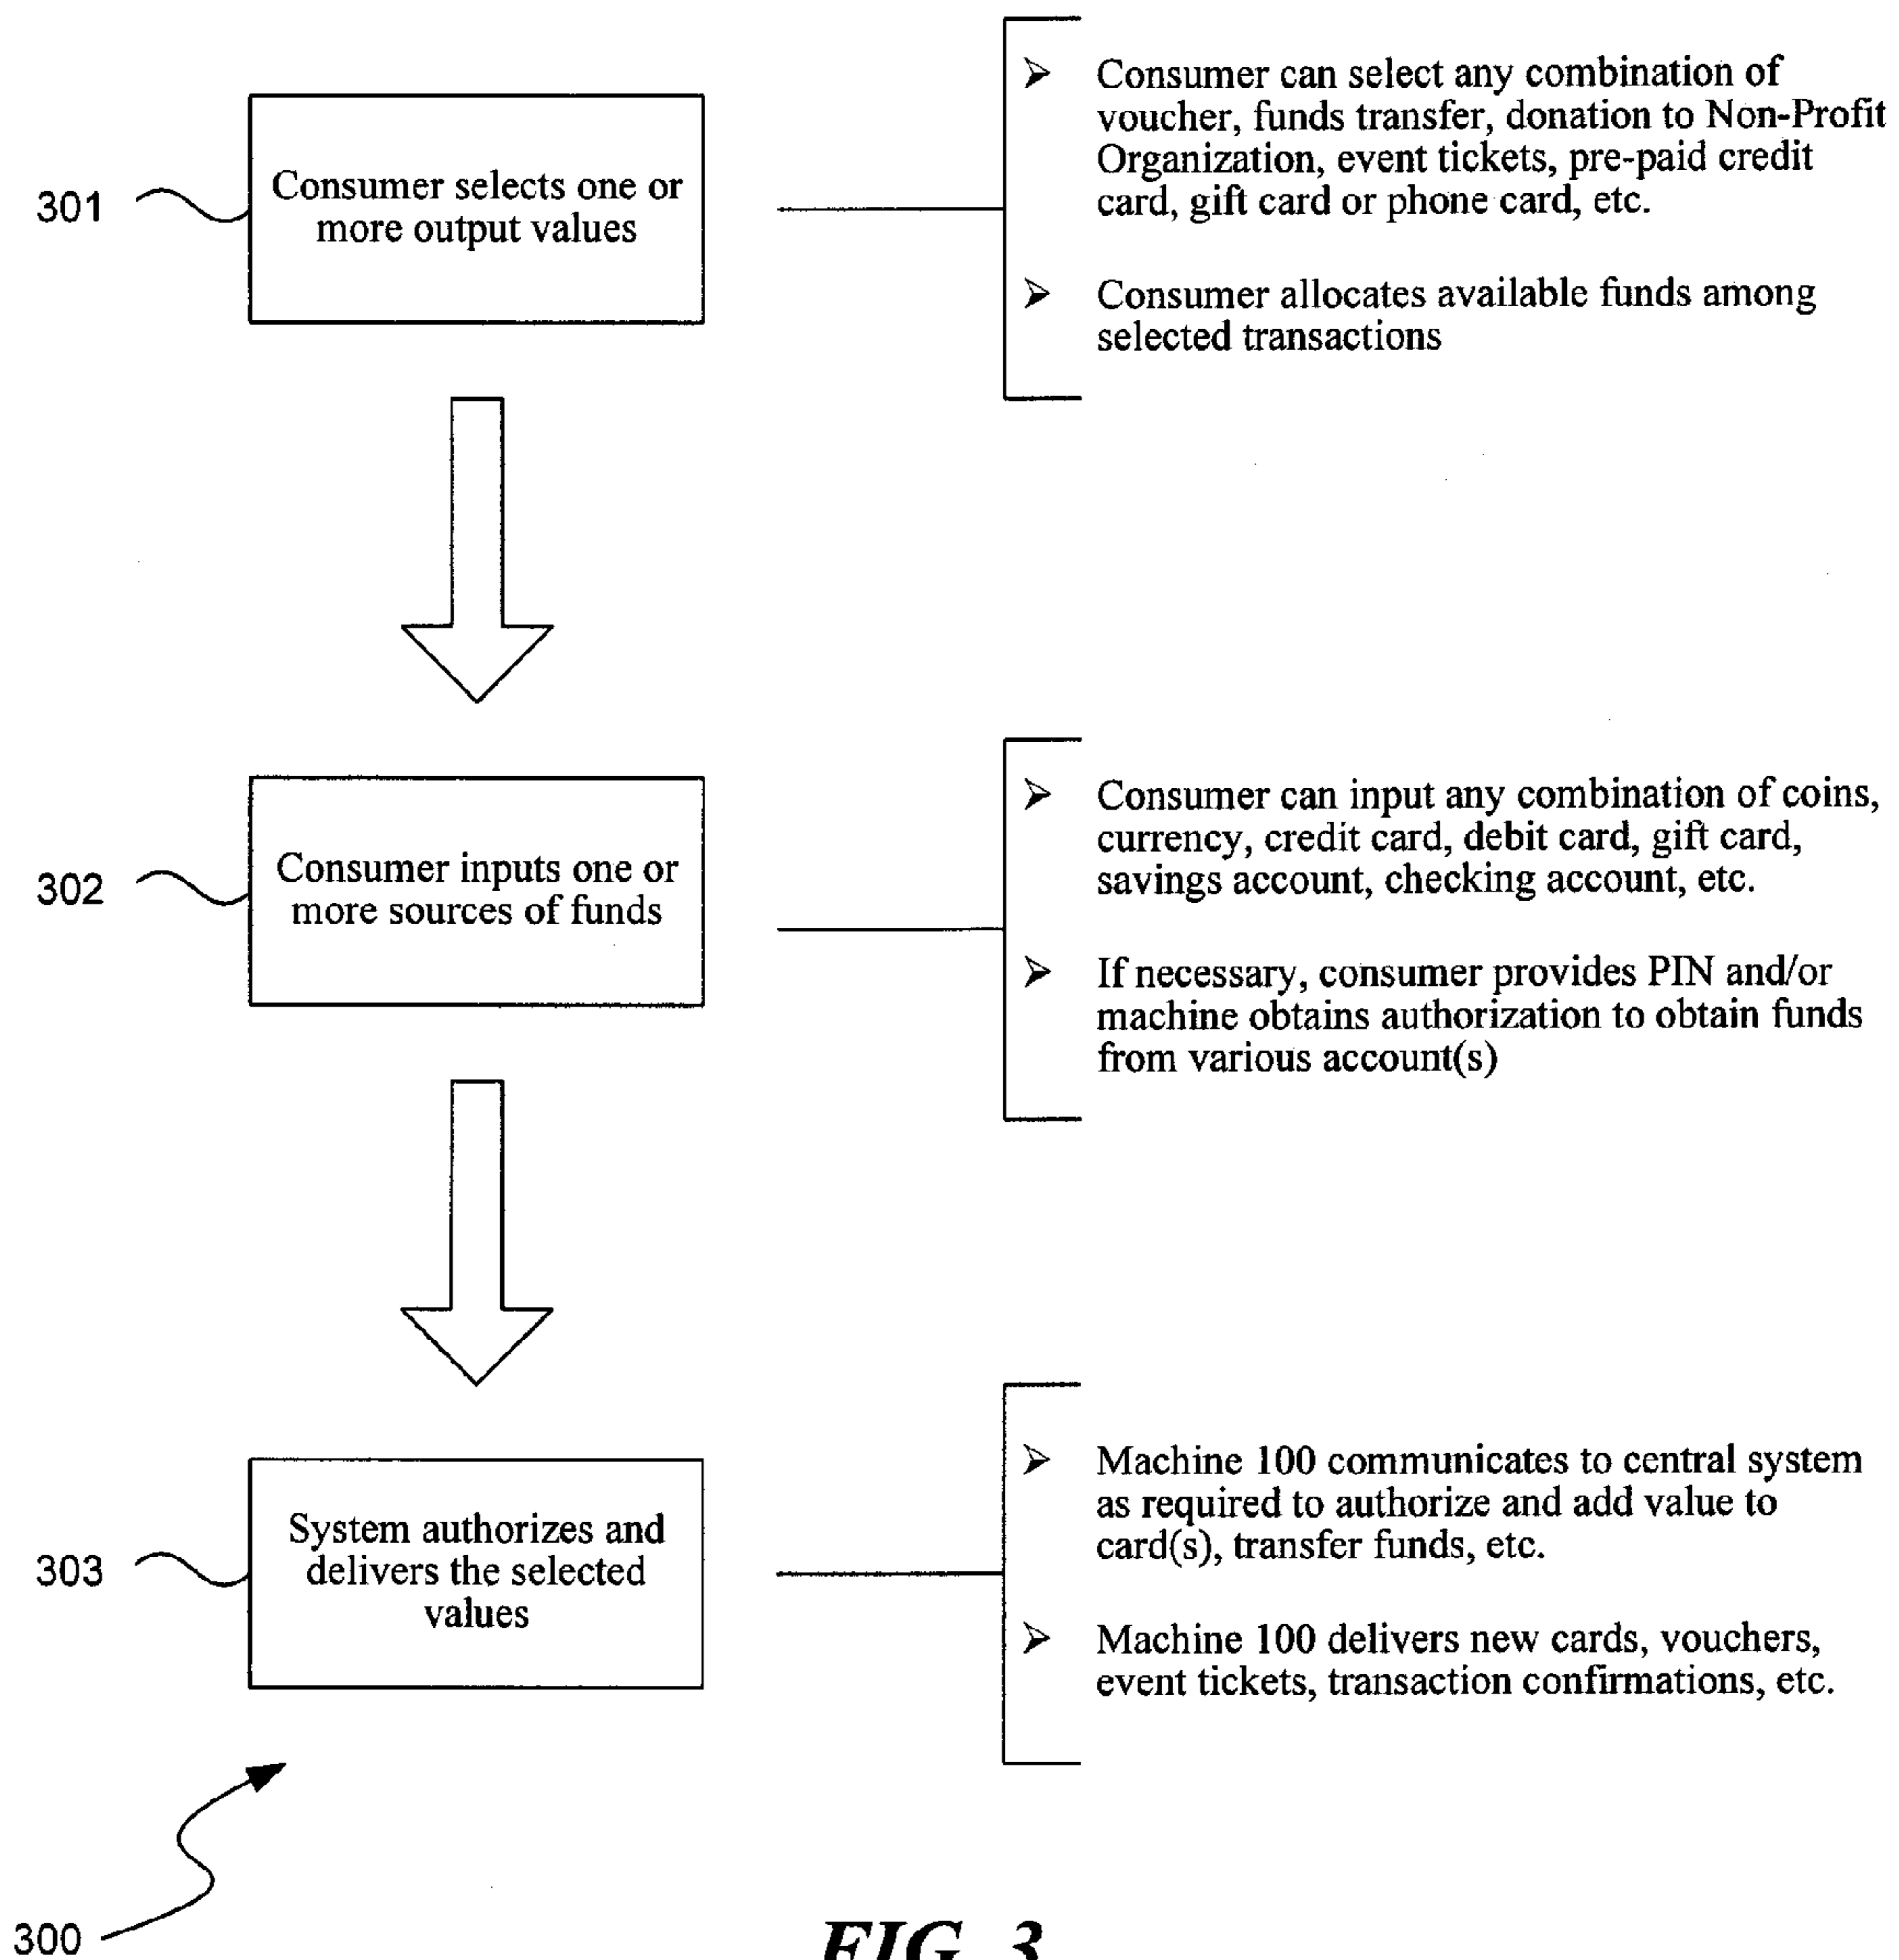 301
Consumer selects one or
more output values
➢ Consumer can select any combination of
voucher, funds transfer, donation to Non-Profit
Organization, event tickets, pre-paid credit
card, gift card or phone card, etc.
➢ Consumer allocates available funds among
selected transactions
302
Consumer inputs one or
more sources of funds
➢ Consumer can input any combination of coins,
currency, credit card, debit card, gift card,
savings account, checking account, etc.
➢ If necessary, consumer provides PIN and/or
machine obtains authorization to obtain funds
from various account(s)
303
System authorizes and
delivers the selected
values
➢ Machine 100 communicates to central system
as required to authorize and add value to
card(s), transfer funds, etc.
➢ Machine 100 delivers new cards, vouchers,
event tickets, transaction confirmations, etc.
300
FIG. 3